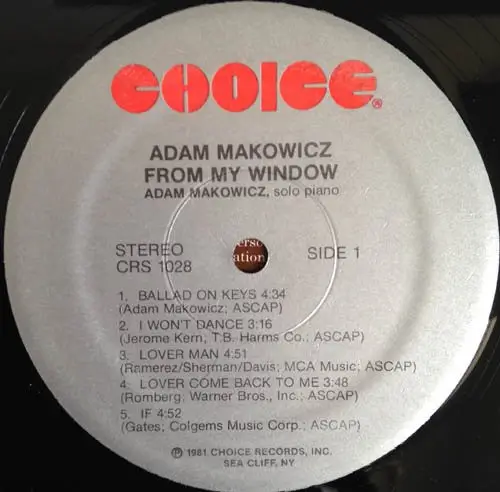 CHOICE®
ADAM MAKOWICZ
FROM MY WINDOW
ADAM MAKOWICZ, solo piano
STEREO
CRS 1028
SIDE 1
1. BALLAD ON KEYS 4:34
(Adam Makowicz; ASCAP)
2. I WON'T DANCE 3:16
(Jerome Kern, T.B. Harms Co.; ASCAP)
3. LOVER MAN 4:51
(Ramerez/Sherman/Davis; MCA Music; ASCAP)
4. LOVER COME BACK TO ME 3:48
(Romberg; Warner Bros., Inc.; ASCAP)
5. IF 4:52
(Gates; Colgems Music Corp.; ASCAP)
℗ 1981 CHOICE RECORDS, INC.
SEA CLIFF, NY